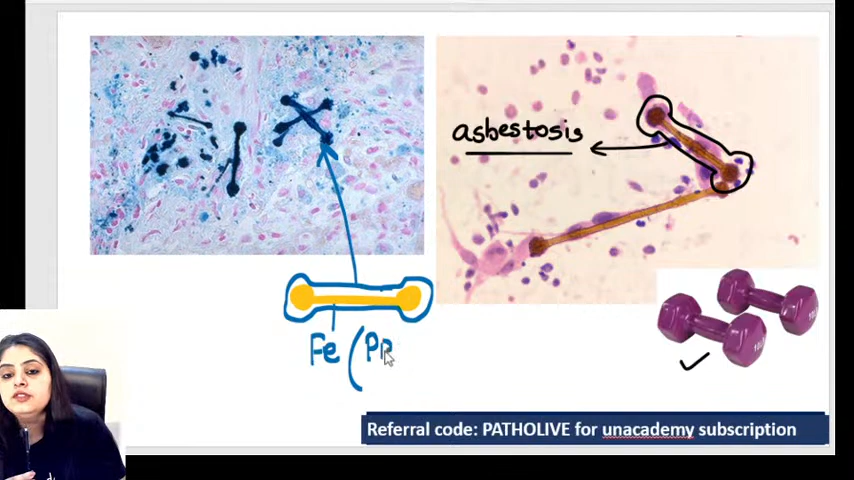 asbestosis
Fe (Pr
Referral code: PATHOLIVE for unacademy subscription